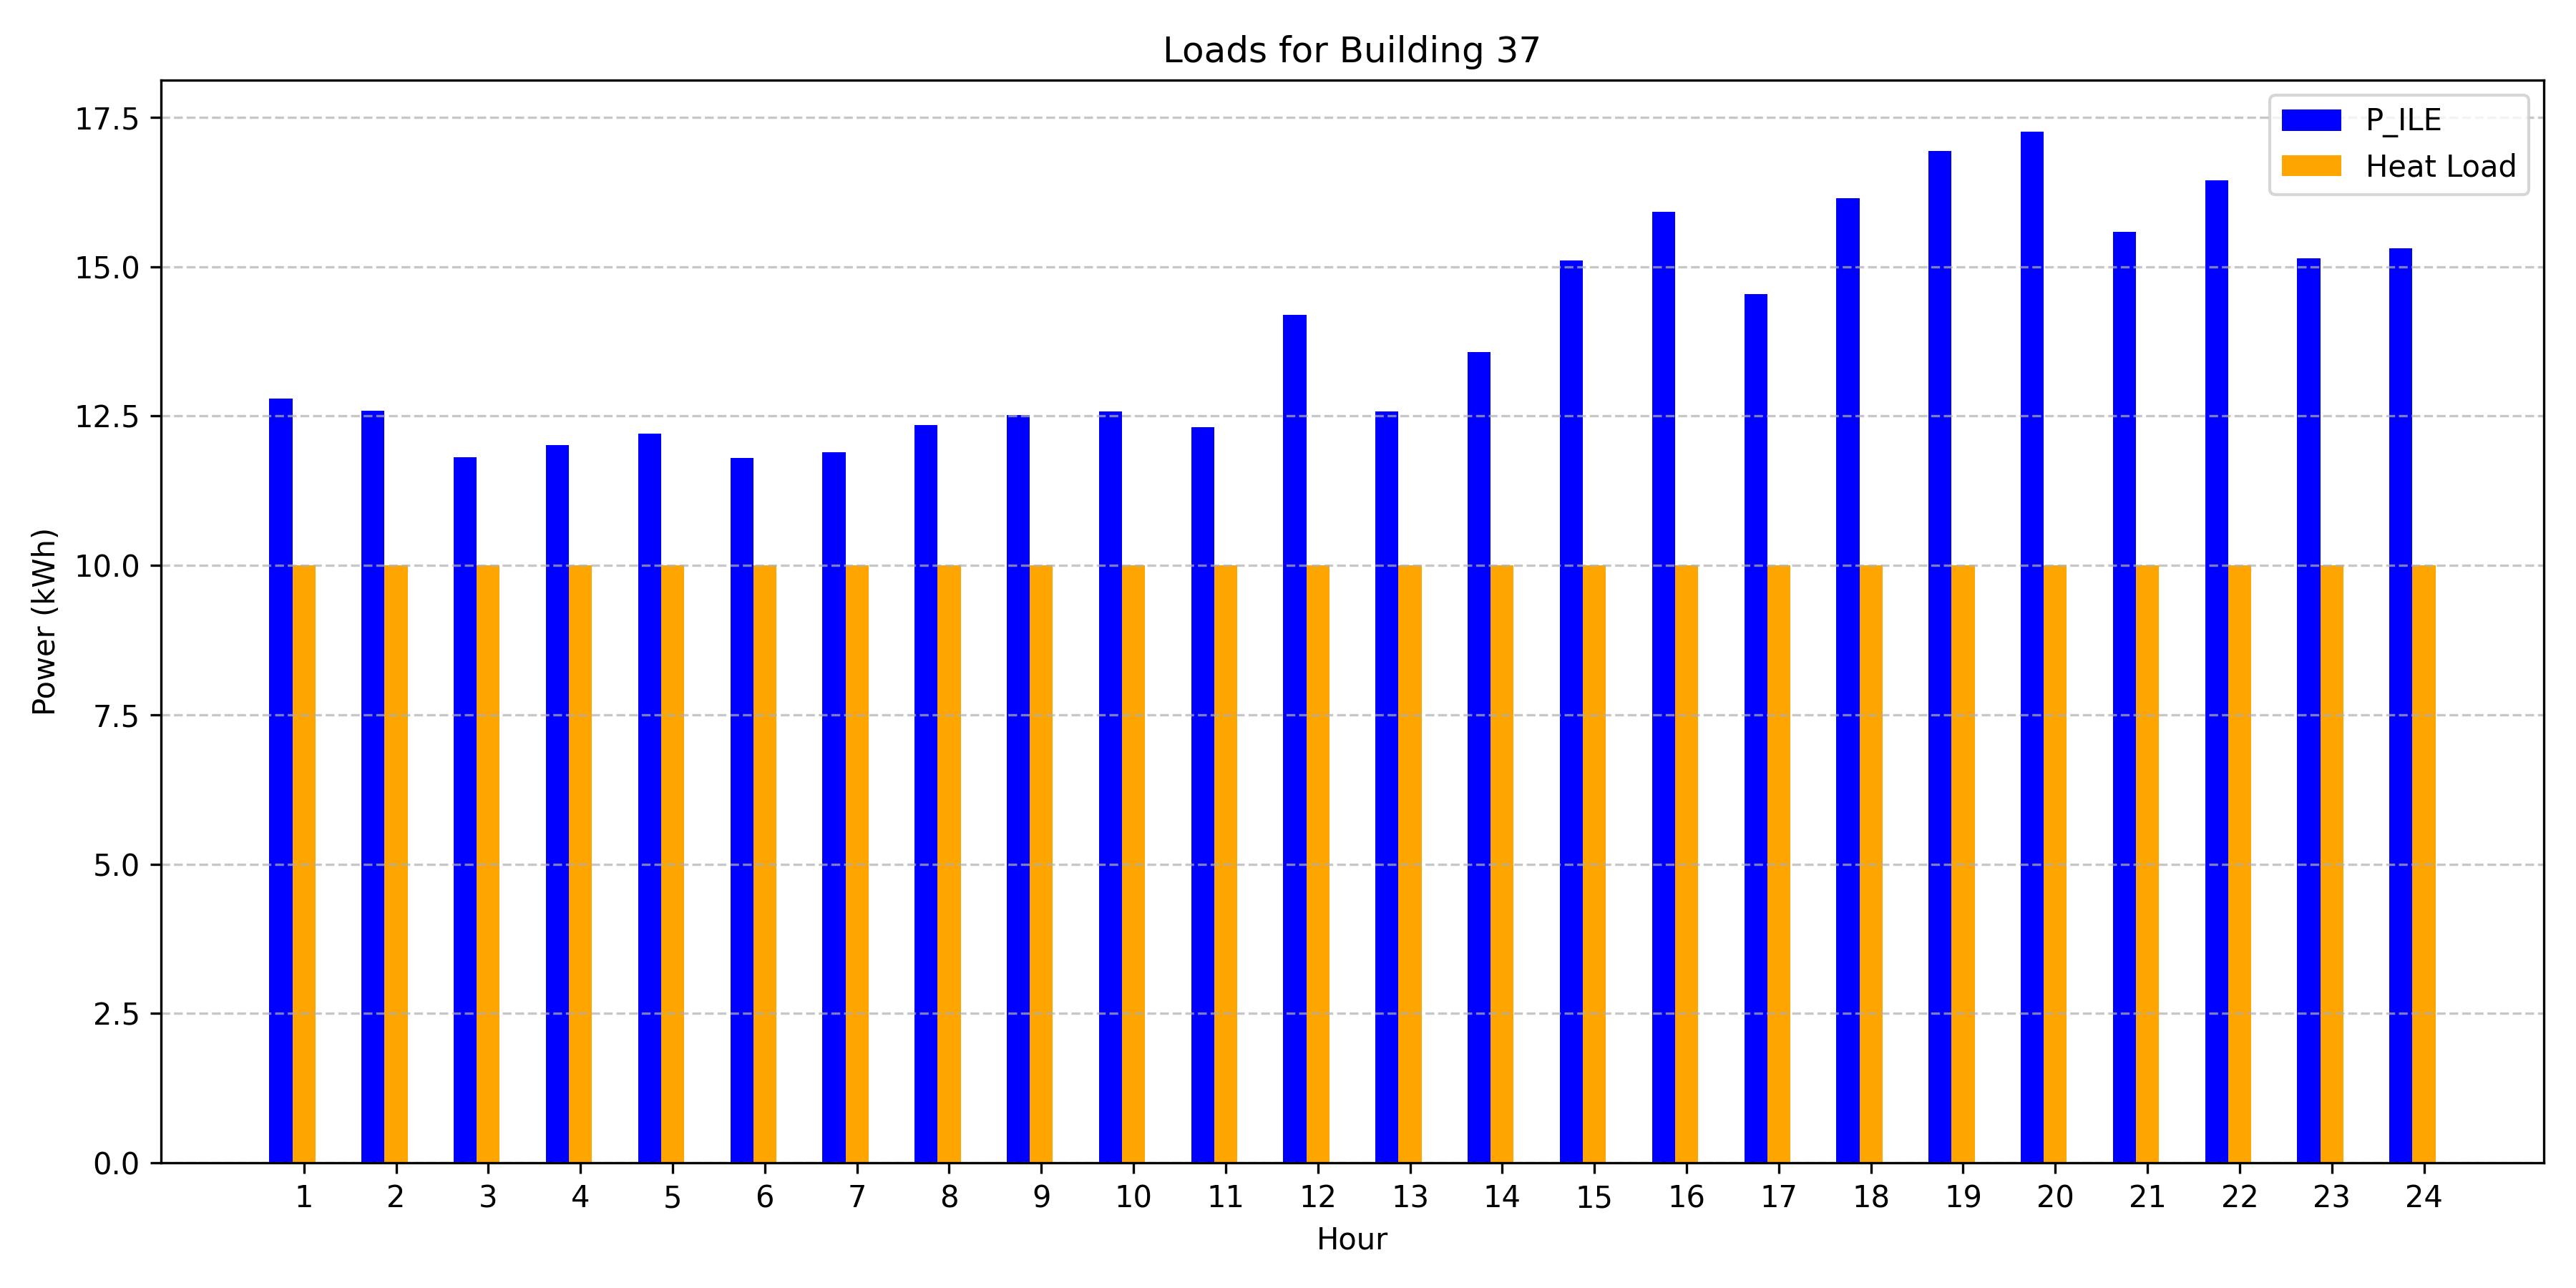 Loads for Building 37
17.5
15.0
12.5
10.0
7.5
5.0
2.5
0.0
Power (kWh)
P_ILE
Heat Load
1 2 3 4 5 6 7 8 9 10 11 12 13 14 15 16 17 18 19 20 21 22 23 24
Hour